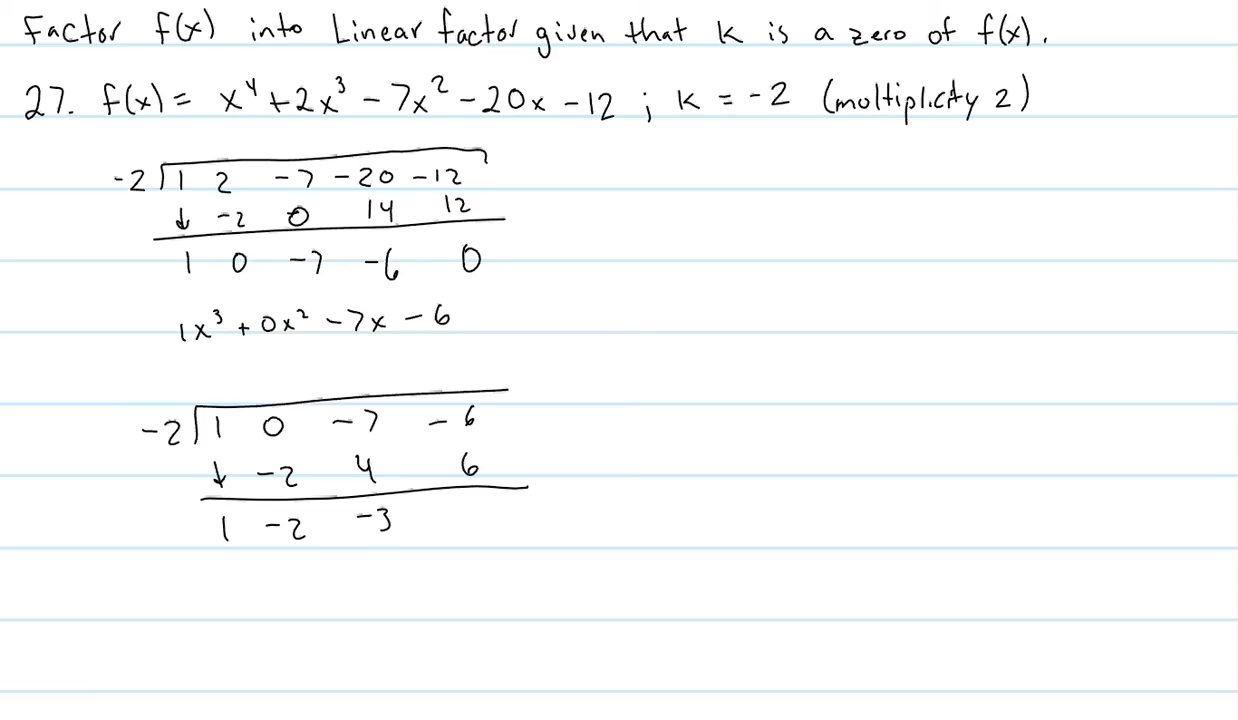 Factor f(x) into Linear factor given that K is a zero of f(x).
27. f(x) = x⁴ + 2x³ - 7x² - 20x - 12 ; K = -2 (moltiplicity 2)
-2 1 2 -7 -20 -12
↓ -2 0 14 12
1 0 -7 -6 0
1x³ + 0x² - 7x - 6
-2 1 0 -7 -6
↓ -2 4 6
1 -2 -3